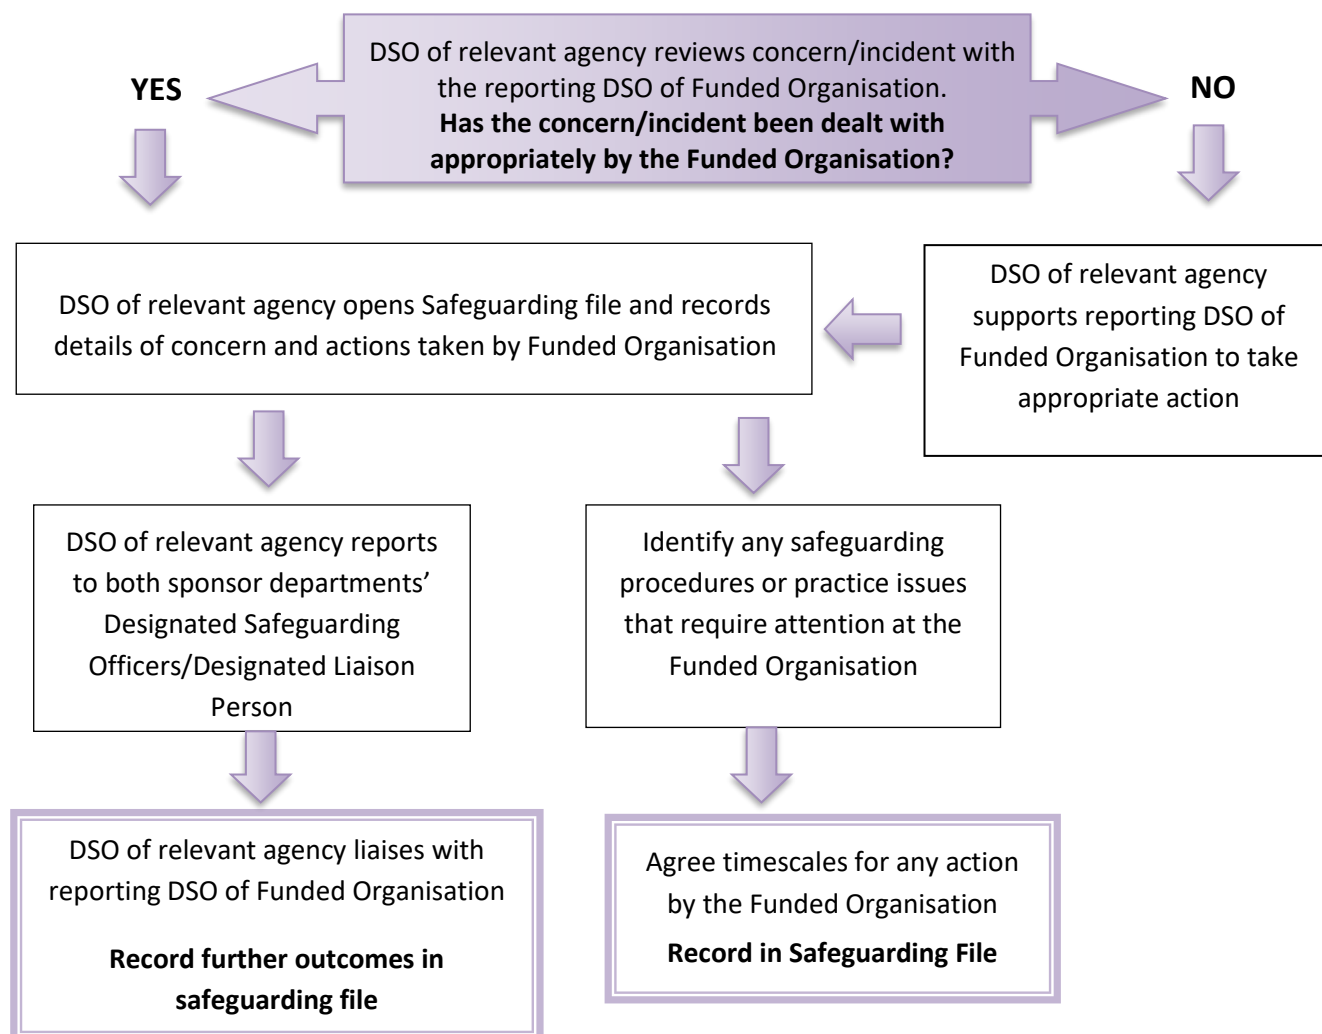 DSO of relevant agency reviews concern/incident with
the reporting DSO of Funded Organisation.
Has the concern/incident been dealt with
appropriately by the Funded Organisation?
YES
NO
DSO of relevant agency opens Safeguarding file and records
details of concern and actions taken by Funded Organisation
DSO of relevant agency
supports reporting DSO of
Funded Organisation to take
appropriate action
DSO of relevant agency reports
to both sponsor departments’
Designated Safeguarding
Officers/Designated Liaison
Person
Identify any safeguarding
procedures or practice issues
that require attention at the
Funded Organisation
DSO of relevant agency liaises with
reporting DSO of Funded Organisation
Record further outcomes in
safeguarding file
Agree timescales for any action
by the Funded Organisation
Record in Safeguarding File